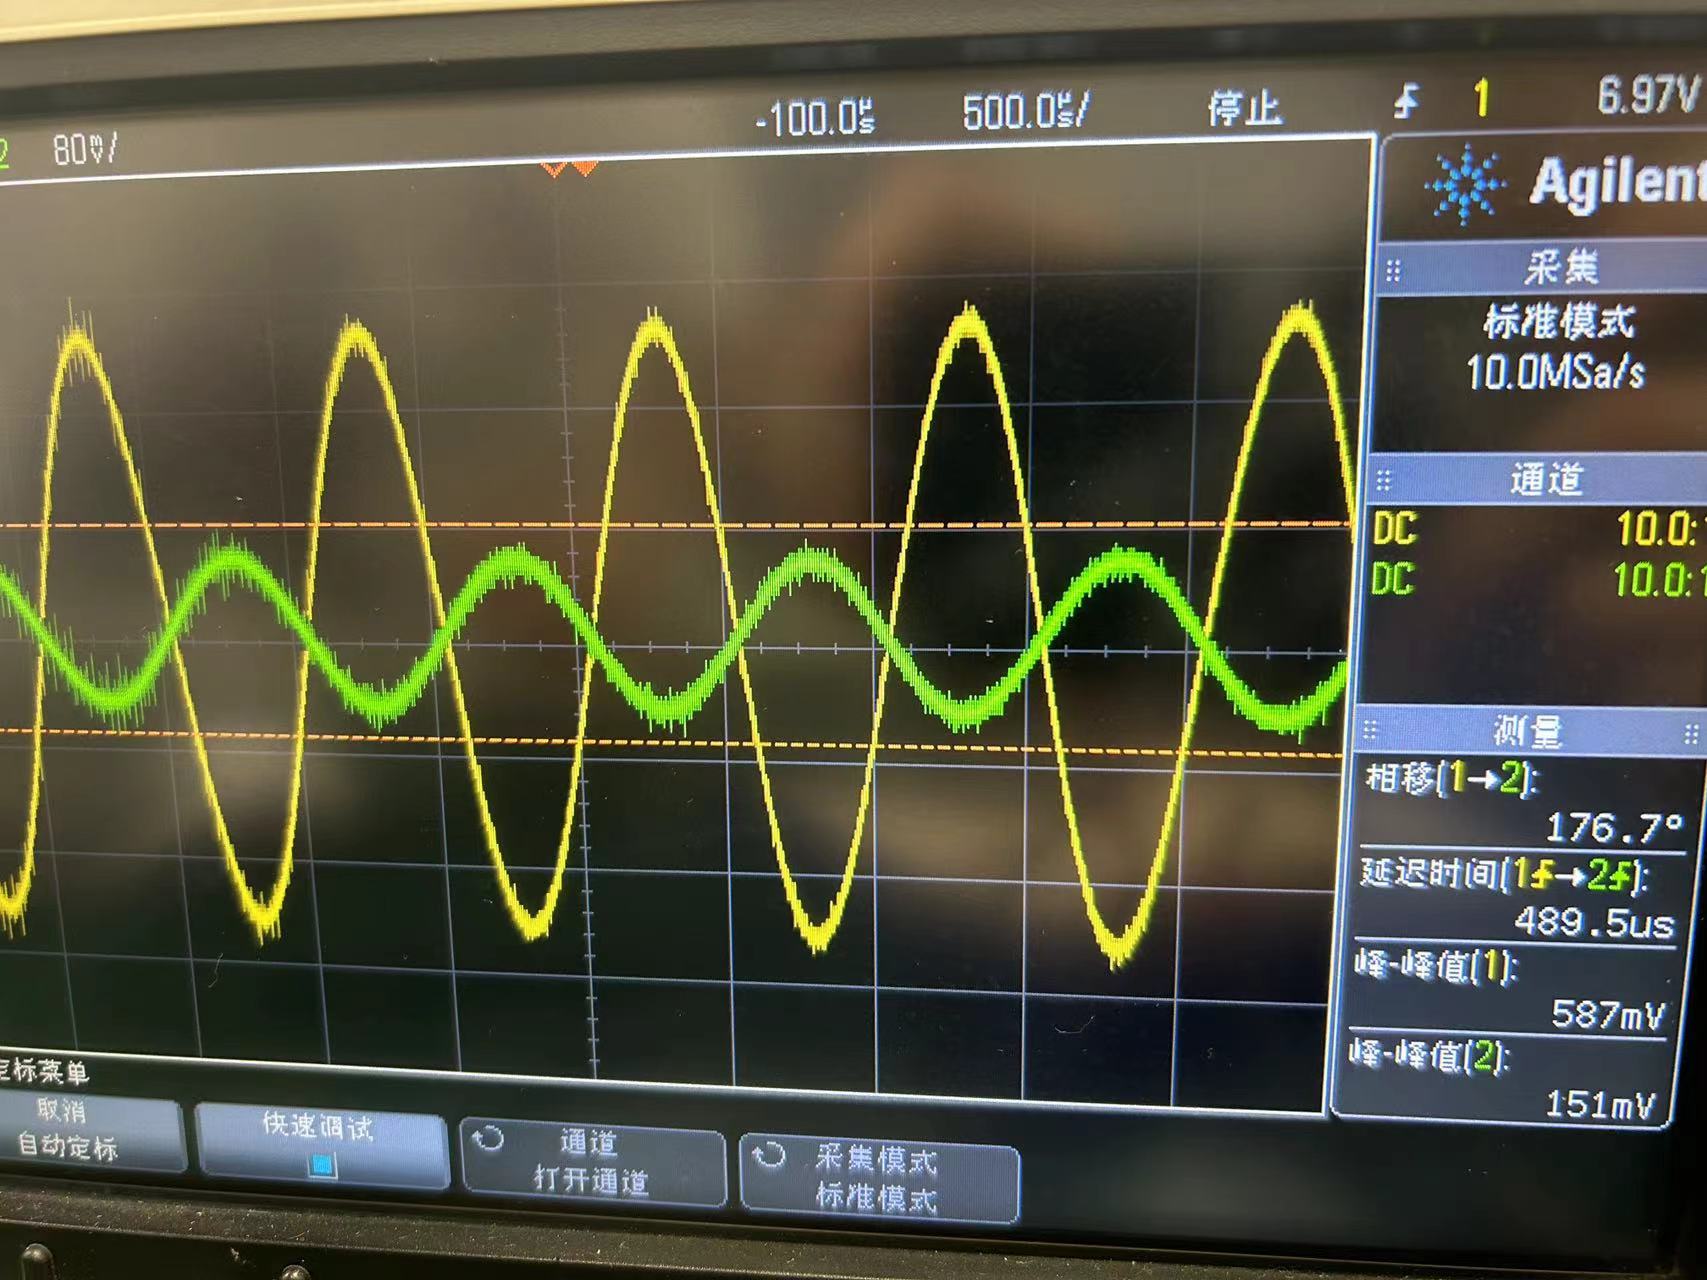 2 80mV/ -100.0µs 500.0µs/ 停止 1 6.97V
Agilent
采集
标准模式
10.0MSa/s
通道
DC 10.0:
DC 10.0:1
测量
相移(1→2):
176.7°
延迟时间(1→2):
489.5us
峰-峰值(1):
587mV
峰-峰值(2):
151mV
定标菜单
取消
自动定标
快速调试
通道
打开通道
采集模式
标准模式